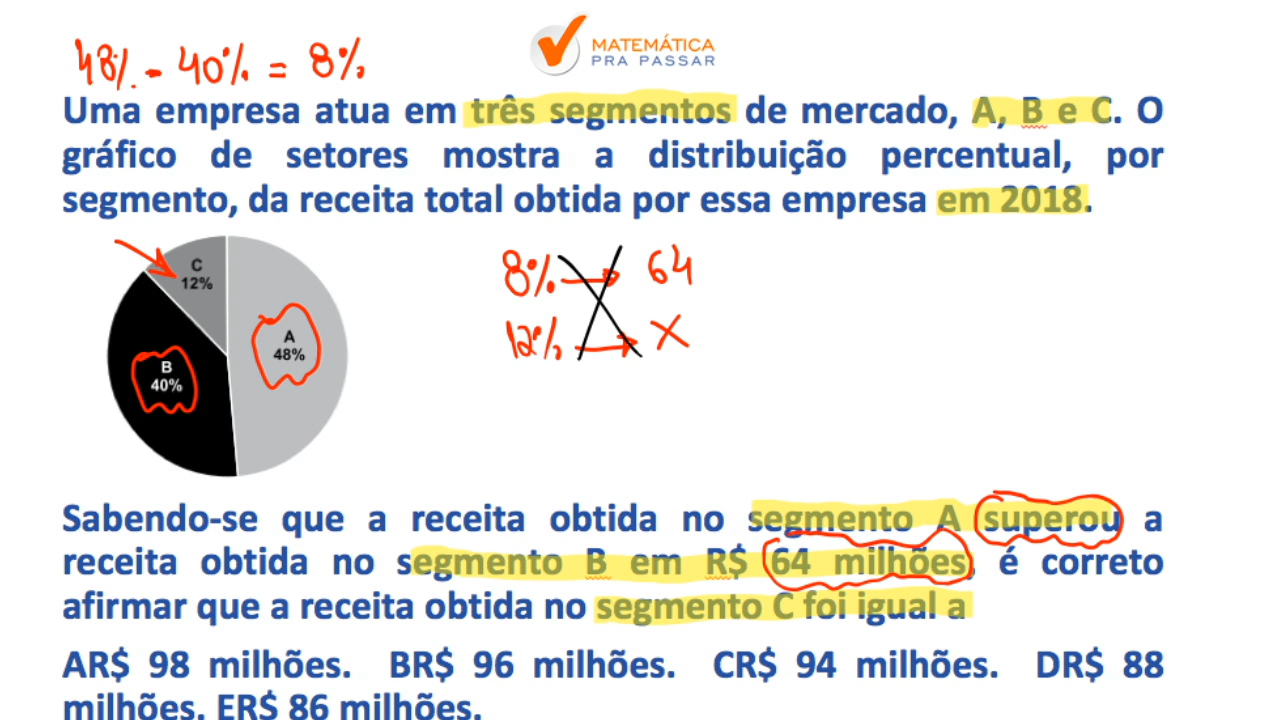 MATEMÁTICA
PRA PASSAR
48% - 40% = 8%
Uma empresa atua em três segmentos de mercado, A, B e C. O
gráfico de setores mostra a distribuição percentual, por
segmento, da receita total obtida por essa empresa em 2018.
C
12%
A
48%
B
40%
8% → 64
12% → X
Sabendo-se que a receita obtida no segmento A superou a
receita obtida no segmento B em R$ 64 milhões, é correto
afirmar que a receita obtida no segmento C foi igual a
AR$ 98 milhões. BR$ 96 milhões. CR$ 94 milhões. DR$ 88
milhões. ER$ 86 milhões.